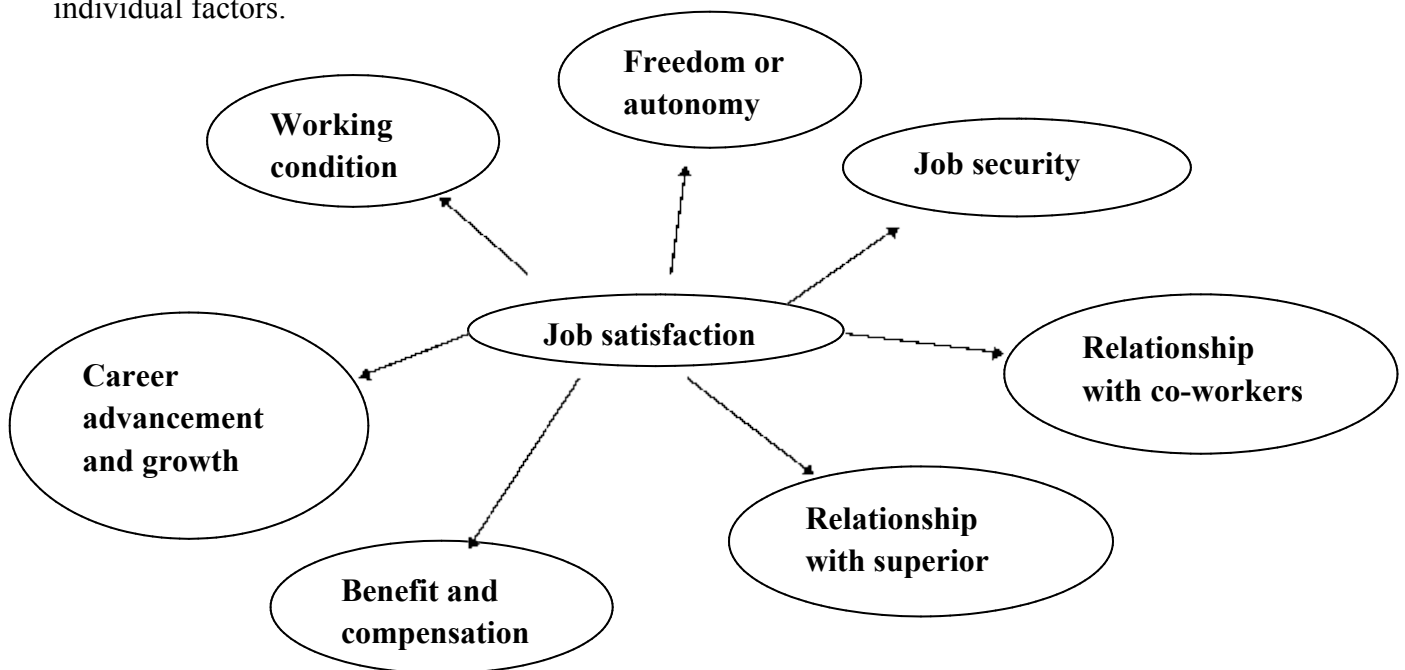 individual factors.
Freedom or
autonomy
Working
condition
Job security
Job satisfaction
Relationship
with co-workers
Career
advancement
and growth
Relationship
with superior
Benefit and
compensation